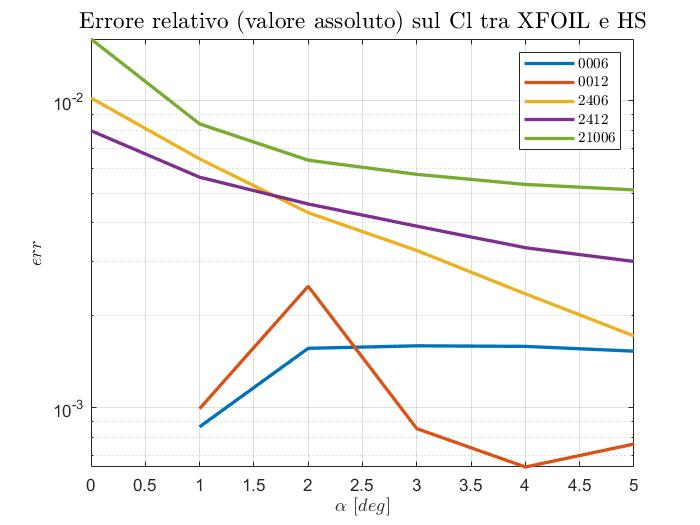 Errore relativo (valore assoluto) sul Cl tra XFOIL e HS
0006
0012
2406
2412
21006
10^-2
10^-3
err
0 0.5 1 1.5 2 2.5 3 3.5 4 4.5 5
α [deg]